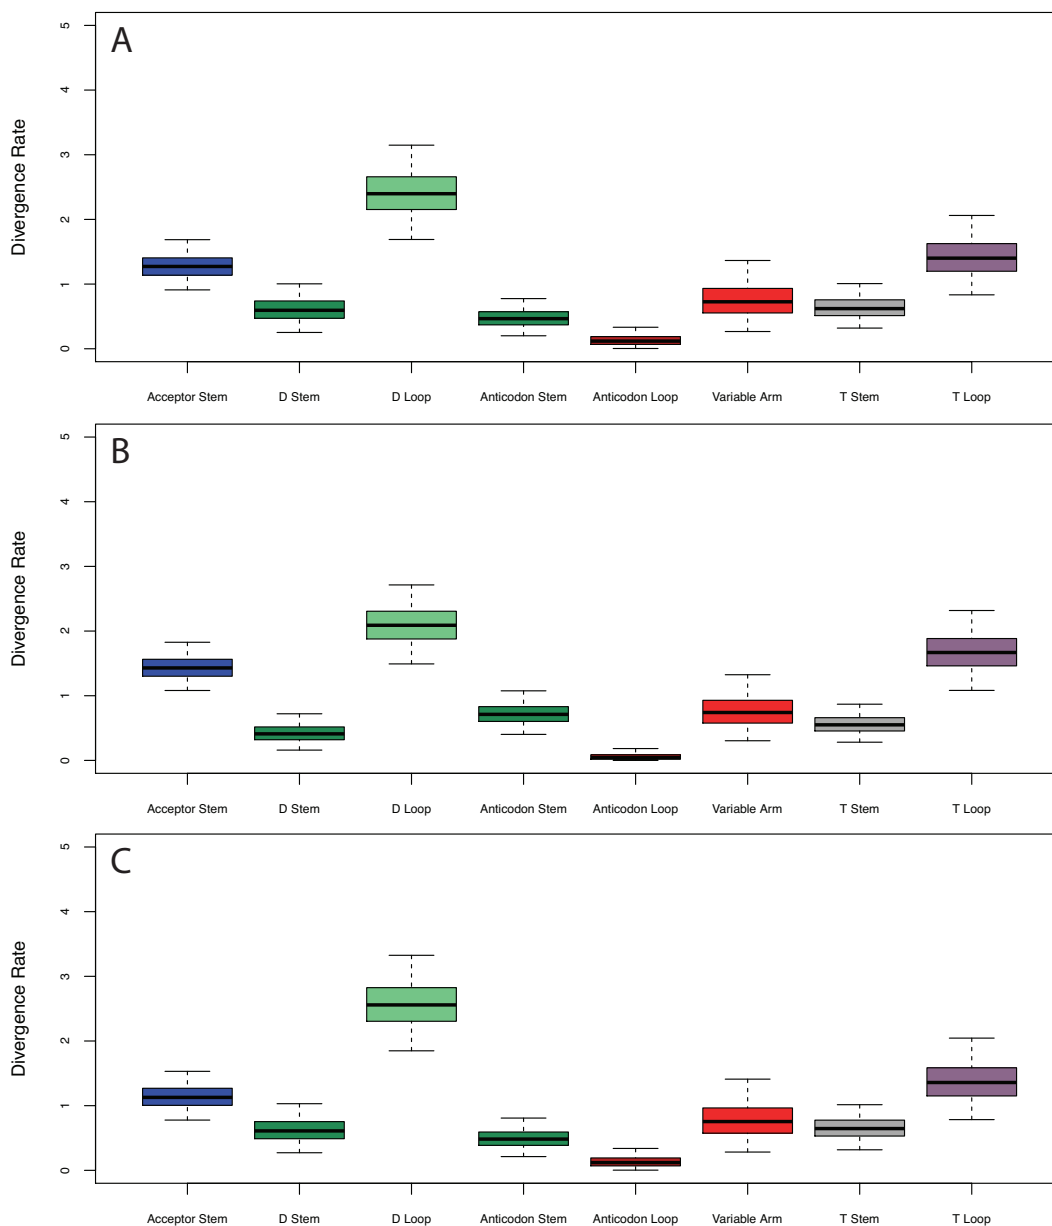 A
Divergence Rate
5
4
3
2
1
0
Acceptor Stem D Stem D Loop Anticodon Stem Anticodon Loop Variable Arm T Stem T Loop
B
Divergence Rate
5
4
3
2
1
0
Acceptor Stem D Stem D Loop Anticodon Stem Anticodon Loop Variable Arm T Stem T Loop
C
Divergence Rate
5
4
3
2
1
0
Acceptor Stem D Stem D Loop Anticodon Stem Anticodon Loop Variable Arm T Stem T Loop